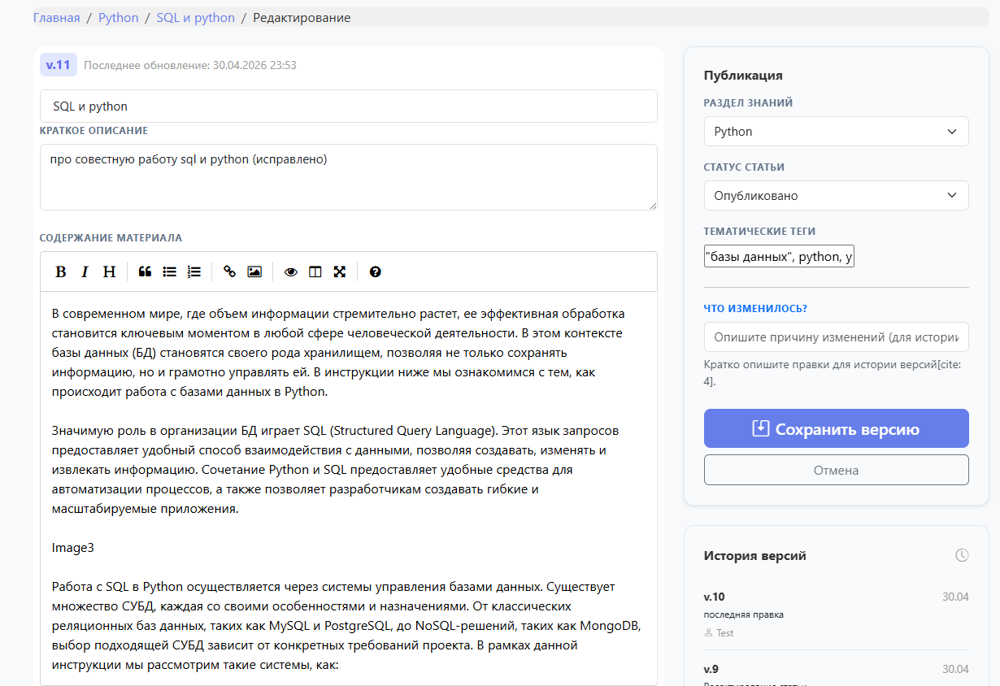 Главная / Python / SQL и python / Редактирование
v.11 Последнее обновление: 30.04.2026 23:53
SQL и python
КРАТКОЕ ОПИСАНИЕ
про совестную работу sql и python (исправлено)
СОДЕРЖАНИЕ МАТЕРИАЛА
B I H
В современном мире, где объем информации стремительно растет, ее эффективная обработка
становится ключевым моментом в любой сфере человеческой деятельности. В этом контексте
базы данных (БД) становятся своего рода хранилищем, позволяя не только сохранять
информацию, но и грамотно управлять ей. В инструкции ниже мы ознакомимся с тем, как
происходит работа с базами данных в Python.
Значимую роль в организации БД играет SQL (Structured Query Language). Этот язык запросов
предоставляет удобный способ взаимодействия с данными, позволяя создавать, изменять и
извлекать информацию. Сочетание Python и SQL предоставляет удобные средства для
автоматизации процессов, а также позволяет разработчикам создавать гибкие и
масштабируемые приложения.
Image3
Работа с SQL в Python осуществляется через системы управления базами данных. Существует
множество СУБД, каждая со своими особенностями и назначениями. От классических
реляционных баз данных, таких как MySQL и PostgreSQL, до NoSQL-решений, таких как MongoDB,
выбор подходящей СУБД зависит от конкретных требований проекта. В рамках данной
инструкции мы рассмотрим такие системы, как:
Публикация
РАЗДЕЛ ЗНАНИЙ
Python
СТАТУС СТАТЬИ
Опубликовано
ТЕМАТИЧЕСКИЕ ТЕГИ
"базы данных", python, y
ЧТО ИЗМЕНИЛОСЬ?
Опишите причину изменений (для истории
Кратко опишите правки для истории версий[cite:
4].
Сохранить версию
Отмена
История версий
v.10 30.04
последняя правка
Test
v.9 30.04